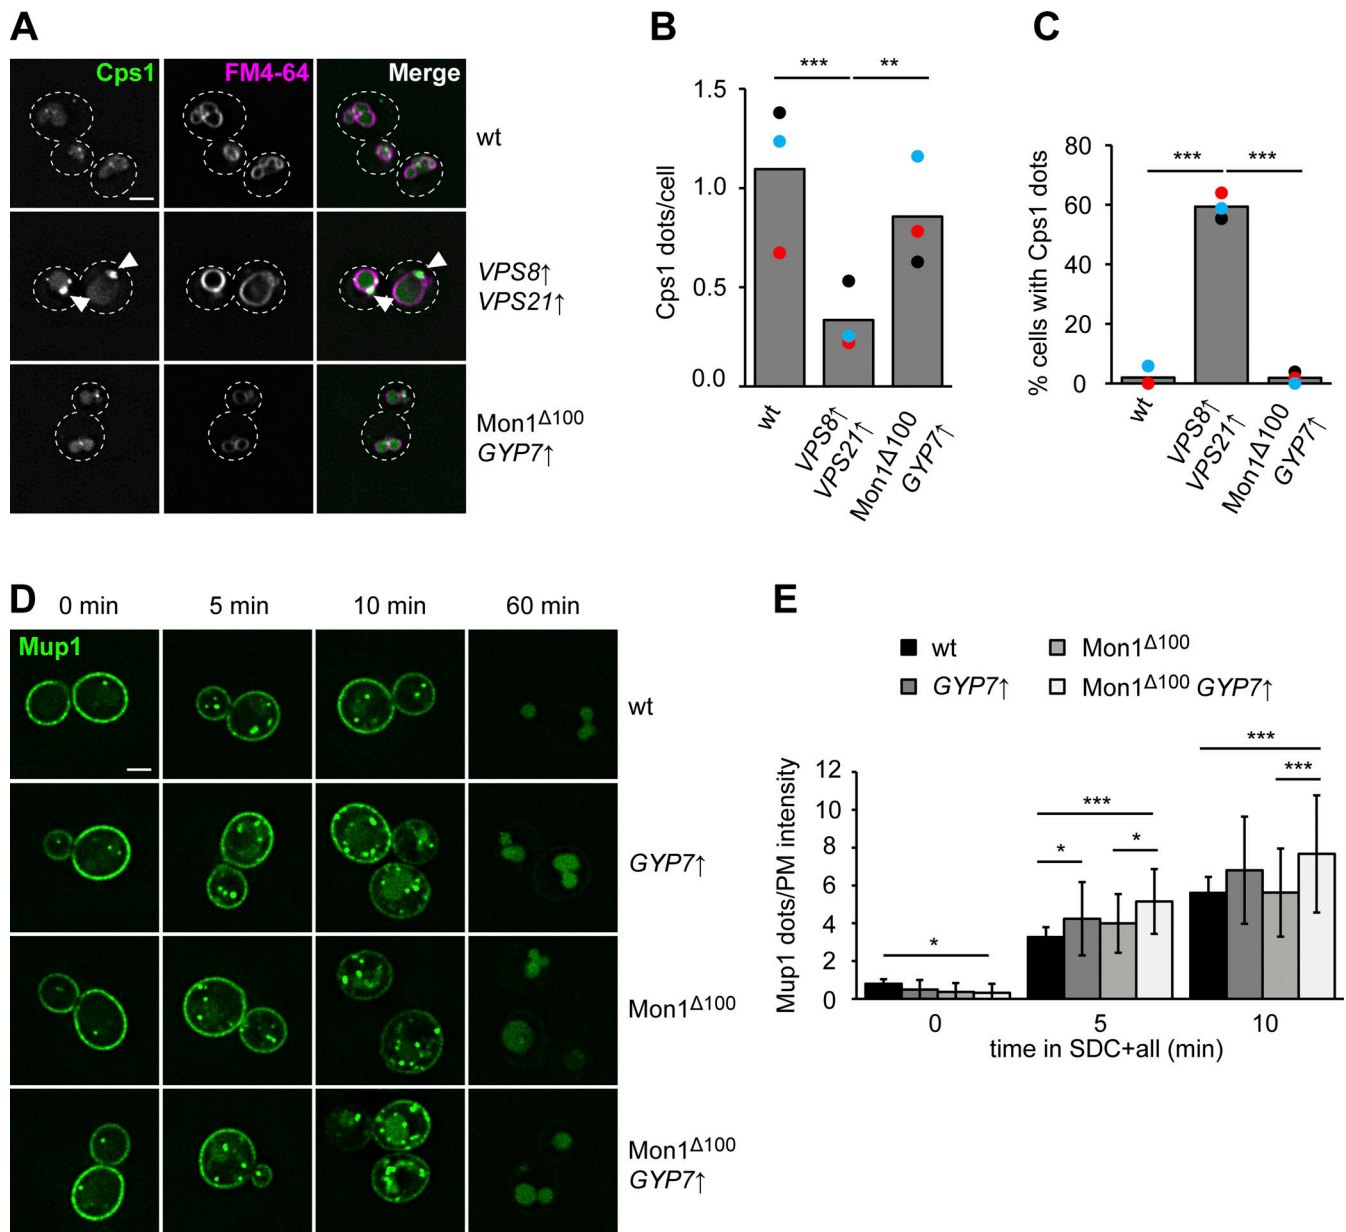 A
Cps1 FM4-64 Merge
wt
VPS8↑
VPS21↑
Mon1Δ100
GYP7↑
B
*** **
1.5
1.0
0.5
0.0
Cps1 dots/cell
wt
VPS8↑
VPS21↑
Mon1Δ100
GYP7↑
C
*** ***
80
60
40
20
0
% cells with Cps1 dots
wt
VPS8↑
VPS21↑
Mon1Δ100
GYP7↑
D
0 min 5 min 10 min 60 min
Mup1
wt
GYP7↑
Mon1Δ100
Mon1Δ100
GYP7↑
E
wt Mon1Δ100
GYP7↑ Mon1Δ100 GYP7↑
***
***
***
* *
*
12
10
8
6
4
2
0
Mup1 dots/PM intensity
0 5 10
time in SDC+all (min)